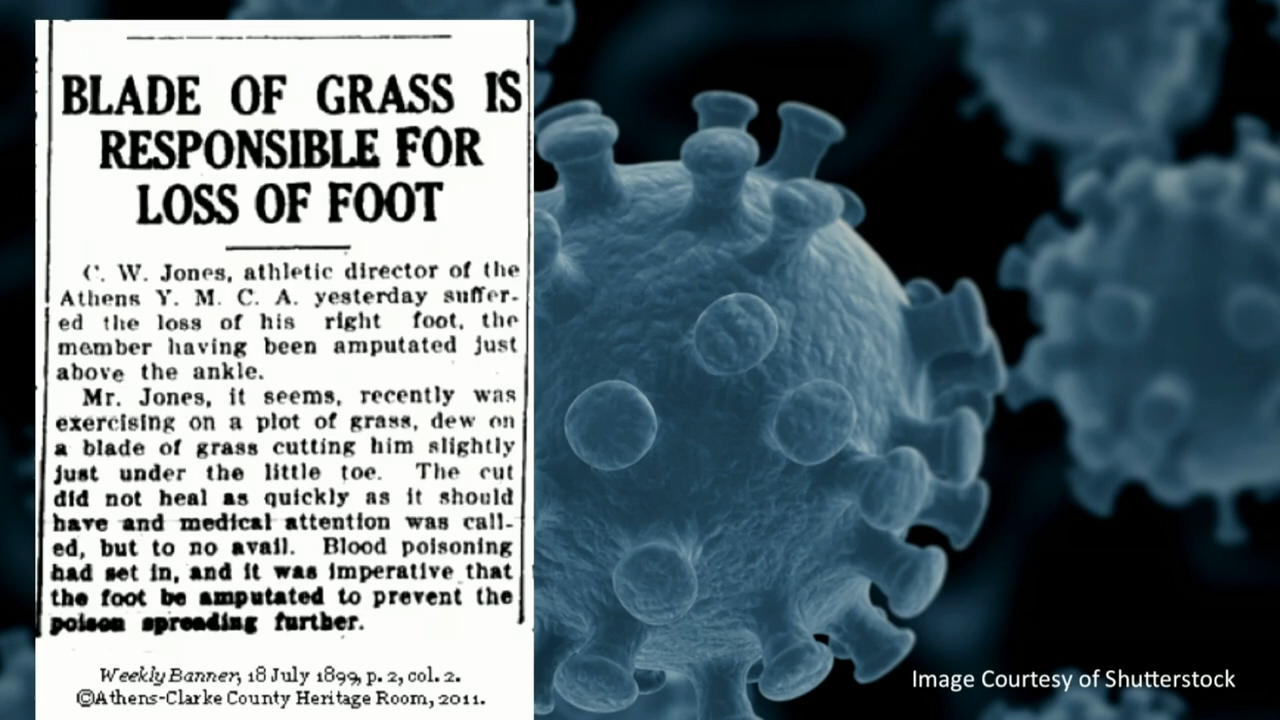 BLADE OF GRASS IS
RESPONSIBLE FOR
LOSS OF FOOT
C. W. Jones, athletic director of the
Athens Y. M. C. A. yesterday suffer-
ed the loss of his right foot, the
member having been amputated just
above the ankle.
Mr. Jones, it seems, recently was
exercising on a plot of grass, dew on
a blade of grass cutting him slightly
just under the little toe. The cut
did not heal as quickly as it should
have and medical attention was call-
ed, but to no avail. Blood poisoning
had set in, and it was imperative that
the foot be amputated to prevent the
poison spreading further.
Weekly Banner, 18 July 1899, p. 2, col. 2.
©Athens-Clarke County Heritage Room, 2011.
Image Courtesy of Shutterstock